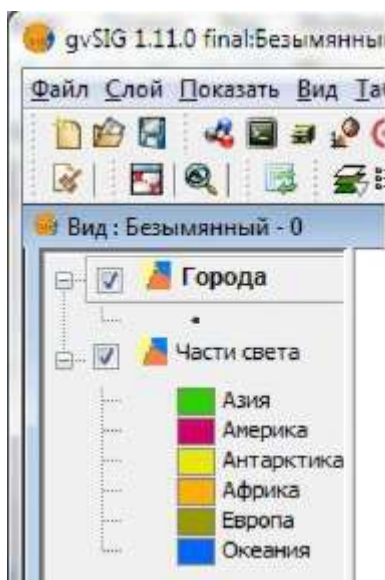 gvSIG 1.11.0 final:Безымянны
Файл Слой Показать Вид Та
Вид : Безымянный - 0
Города
Части света
Азия
Америка
Антарктика
Африка
Европа
Океания